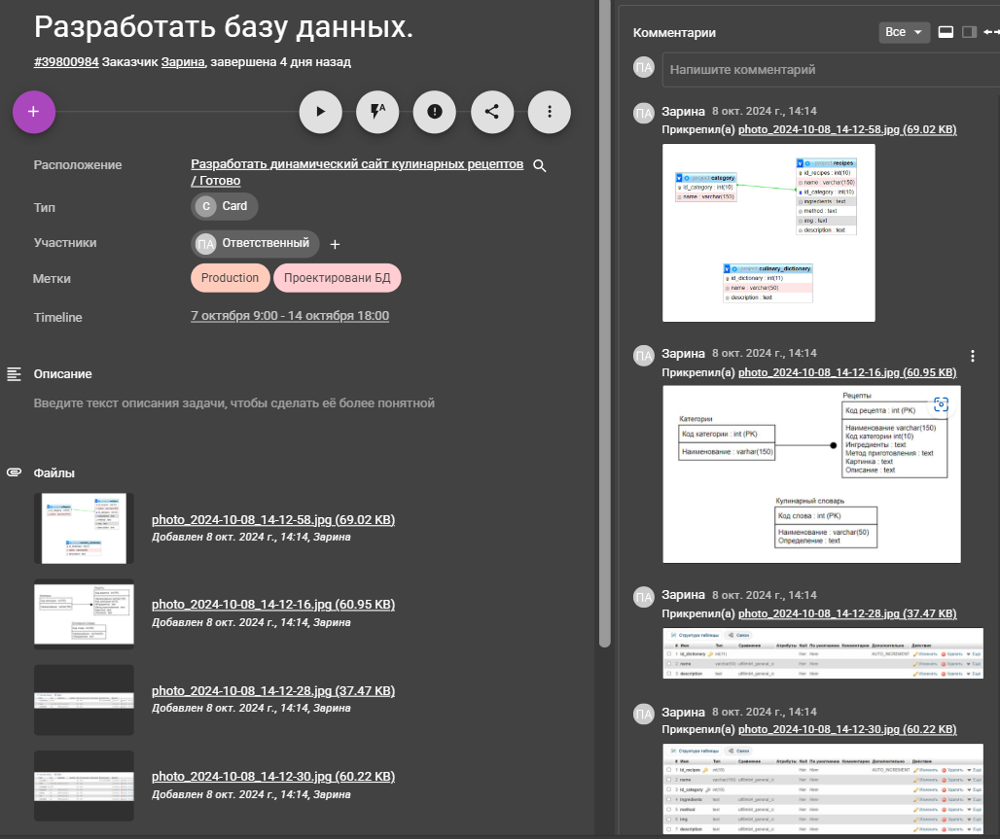 Разработать базу данных.
#39800984 Заказчик Зарина, завершена 4 дня назад
Расположение
Разработать динамический сайт кулинарных рецептов
/ Готово
Тип
C Card
Участники
ПА Ответственный
Метки
Production Проектировани БД
Timeline
7 октября 9:00 - 14 октября 18:00
Описание
Введите текст описания задачи, чтобы сделать её более понятной
Файлы
photo_2024-10-08_14-12-58.jpg (69.02 KB)
Добавлен 8 окт. 2024 г., 14:14, Зарина
photo_2024-10-08_14-12-16.jpg (60.95 KB)
Добавлен 8 окт. 2024 г., 14:14, Зарина
photo_2024-10-08_14-12-28.jpg (37.47 KB)
Добавлен 8 окт. 2024 г., 14:14, Зарина
photo_2024-10-08_14-12-30.jpg (60.22 KB)
Добавлен 8 окт. 2024 г., 14:14, Зарина
Комментарии
Все
ПА Напишите комментарий
ПА Зарина 8 окт. 2024 г., 14:14
Прикрепил(а) photo_2024-10-08_14-12-58.jpg (69.02 KB)
category
id_category : int(10)
name : varchar(150)
recipes
id_recipes : int(10)
name : varchar(150)
id_category : int(10)
ingredients : text
method : text
img : text
description : text
culinary_dictionary
id_dictionary : int(11)
name : varchar(50)
description : text
ПА Зарина 8 окт. 2024 г., 14:14
Прикрепил(а) photo_2024-10-08_14-12-16.jpg (60.95 KB)
Категории
Код категории : int (PK)
Наименование : varhar(150)
Рецепты
Код рецепта : int (PK)
Наименование varchar(150)
Код категории int(10)
Ингредиенты : text
Метод приготовления : text
Картинка : text
Описание : text
Кулинарный словарь
Код слова : int (PK)
Наименование : varchar(50)
Определение : text
ПА Зарина 8 окт. 2024 г., 14:14
Прикрепил(а) photo_2024-10-08_14-12-28.jpg (37.47 KB)
Структура таблицы Связи
# Имя Тип Сравнение Атрибуты Null По умолчанию Комментарии Дополнительно Действие
1 id_dictionary int(11) Нет Нет AUTO_INCREMENT Изменить Удалить Ещё
2 name varchar(50) Нет Нет Изменить Удалить Ещё
3 description text Нет Нет Изменить Удалить Ещё
ПА Зарина 8 окт. 2024 г., 14:14
Прикрепил(а) photo_2024-10-08_14-12-30.jpg (60.22 KB)
Структура таблицы Связи
# Имя Тип Сравнение Атрибуты Null По умолчанию Комментарии Дополнительно Действие
1 id_recipes int(10) Нет Нет AUTO_INCREMENT Изменить Удалить Ещё
2 name varchar(150) Нет Нет Изменить Удалить Ещё
3 id_category int(10) Нет Нет Изменить Удалить Ещё
4 ingredients text Нет Нет Изменить Удалить Ещё
5 method text Нет Нет Изменить Удалить Ещё
6 img text Нет Нет Изменить Удалить Ещё
7 description text Нет Нет Изменить Удалить Ещё